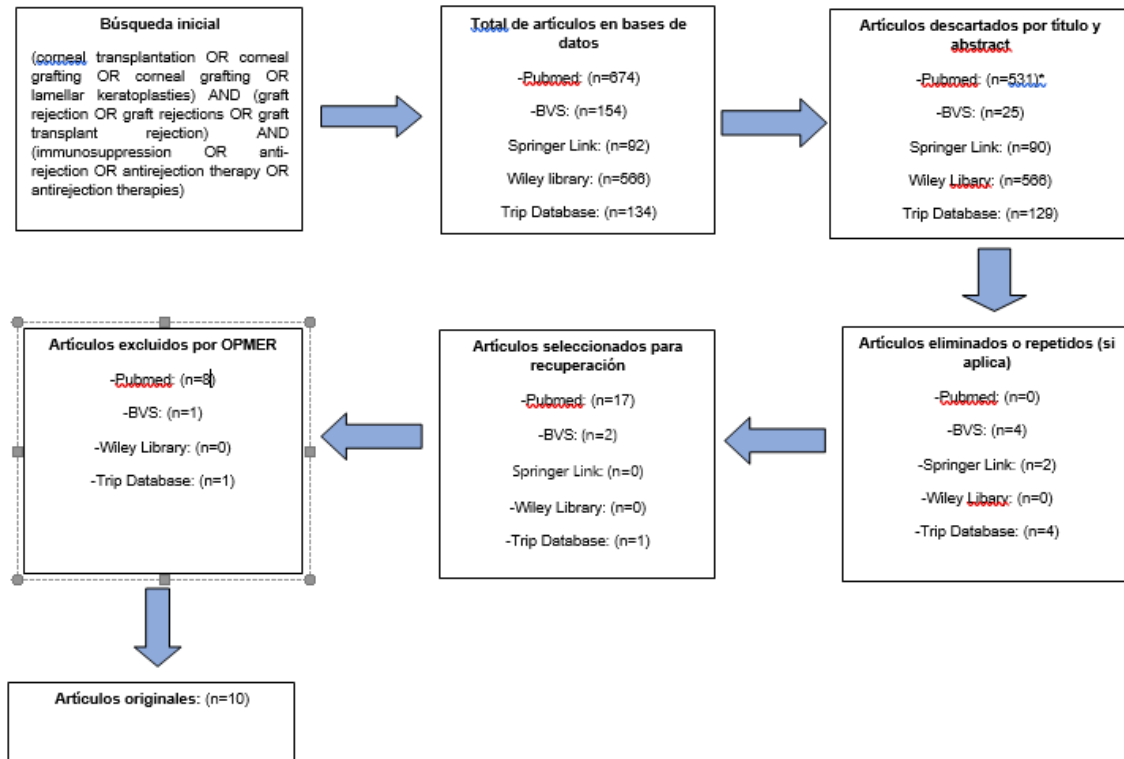 Búsqueda inicial
(corneal transplantation OR corneal
grafting OR corneal grafting OR
lamellar keratoplasties) AND (graft
rejection OR graft rejections OR graft
transplant rejection) AND
(immunosuppression OR anti-
rejection OR antirejection therapy OR
antirejection therapies)
Total de artículos en bases de
datos
-Pubmed: (n=674)
-BVS: (n=154)
Springer Link: (n=92)
Wiley library: (n=566)
Trip Database: (n=134)
Artículos descartados por título y
abstract
-Pubmed: (n=531)*
-BVS: (n=25)
Springer Link: (n=90)
Wiley Libary: (n=566)
Trip Database: (n=129)
Artículos eliminados o repetidos (si
aplica)
-Pubmed: (n=0)
-BVS: (n=4)
-Springer Link: (n=2)
-Wiley Libary: (n=0)
-Trip Database: (n=4)
Artículos seleccionados para
recuperación
-Pubmed: (n=17)
-BVS: (n=2)
Springer Link: (n=0)
-Wiley Library: (n=0)
-Trip Database: (n=1)
Artículos excluidos por OPMER
-Pubmed: (n=8)
-BVS: (n=1)
-Wiley Library: (n=0)
-Trip Database: (n=1)
Artículos originales: (n=10)